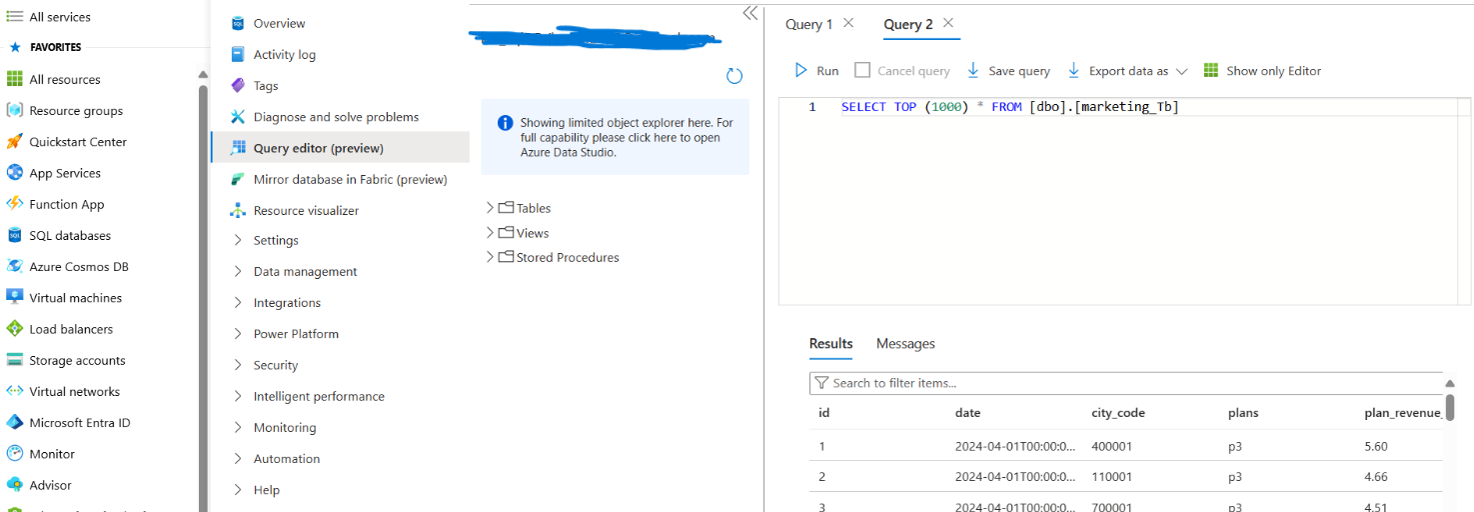 All services
FAVORITES
All resources
Resource groups
Quickstart Center
App Services
Function App
SQL databases
Azure Cosmos DB
Virtual machines
Load balancers
Storage accounts
Virtual networks
Microsoft Entra ID
Monitor
Advisor
Overview
Activity log
Tags
Diagnose and solve problems
Query editor (preview)
Mirror database in Fabric (preview)
Resource visualizer
Settings
Data management
Integrations
Power Platform
Security
Intelligent performance
Monitoring
Automation
Help
Showing limited object explorer here. For
full capability please click here to open
Azure Data Studio.
Tables
Views
Stored Procedures
Query 1 Query 2
Run Cancel query Save query Export data as Show only Editor
1 SELECT TOP (1000) * FROM [dbo].[marketing_Tb]
Results Messages
Search to filter items...
id date city_code plans plan_revenue_
1 2024-04-01T00:00:0... 400001 p3 5.60
2 2024-04-01T00:00:0... 110001 p3 4.66
3 2024-04-01T00:00:0... 700001 p3 4.51